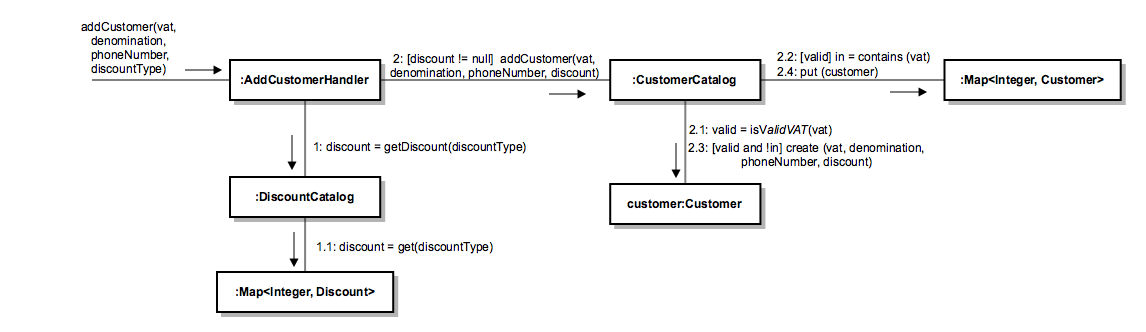 addCustomer(vat,
denomination,
phoneNumber,
discountType)
:AddCustomerHandler
2: [discount != null] addCustomer(vat,
denomination, phoneNumber, discount)
:CustomerCatalog
2.2: [valid] in = contains (vat)
2.4: put (customer)
:Map<Integer, Customer>
1: discount = getDiscount(discountType)
2.1: valid = isValidVAT(vat)
2.3: [valid and !in] create (vat, denomination,
phoneNumber, discount)
:DiscountCatalog
customer:Customer
1.1: discount = get(discountType)
:Map<Integer, Discount>